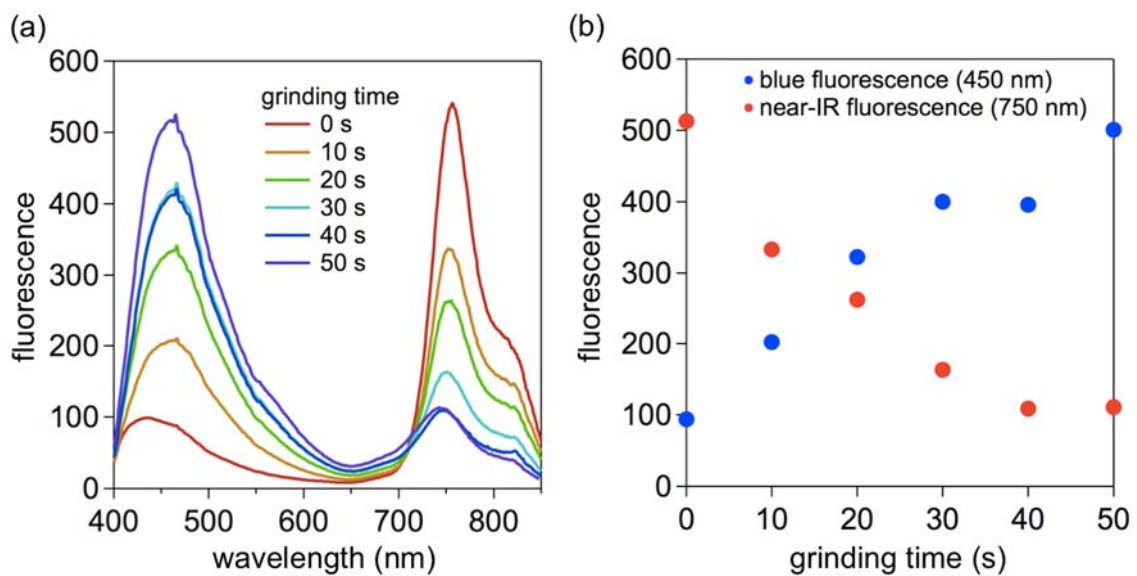 (a)
600
500
400
300
200
100
0
fluorescence
grinding time
0 s
10 s
20 s
30 s
40 s
50 s
400 500 600 700 800
wavelength (nm)
(b)
600
500
400
300
200
100
0
fluorescence
blue fluorescence (450 nm)
near-IR fluorescence (750 nm)
0 10 20 30 40 50
grinding time (s)